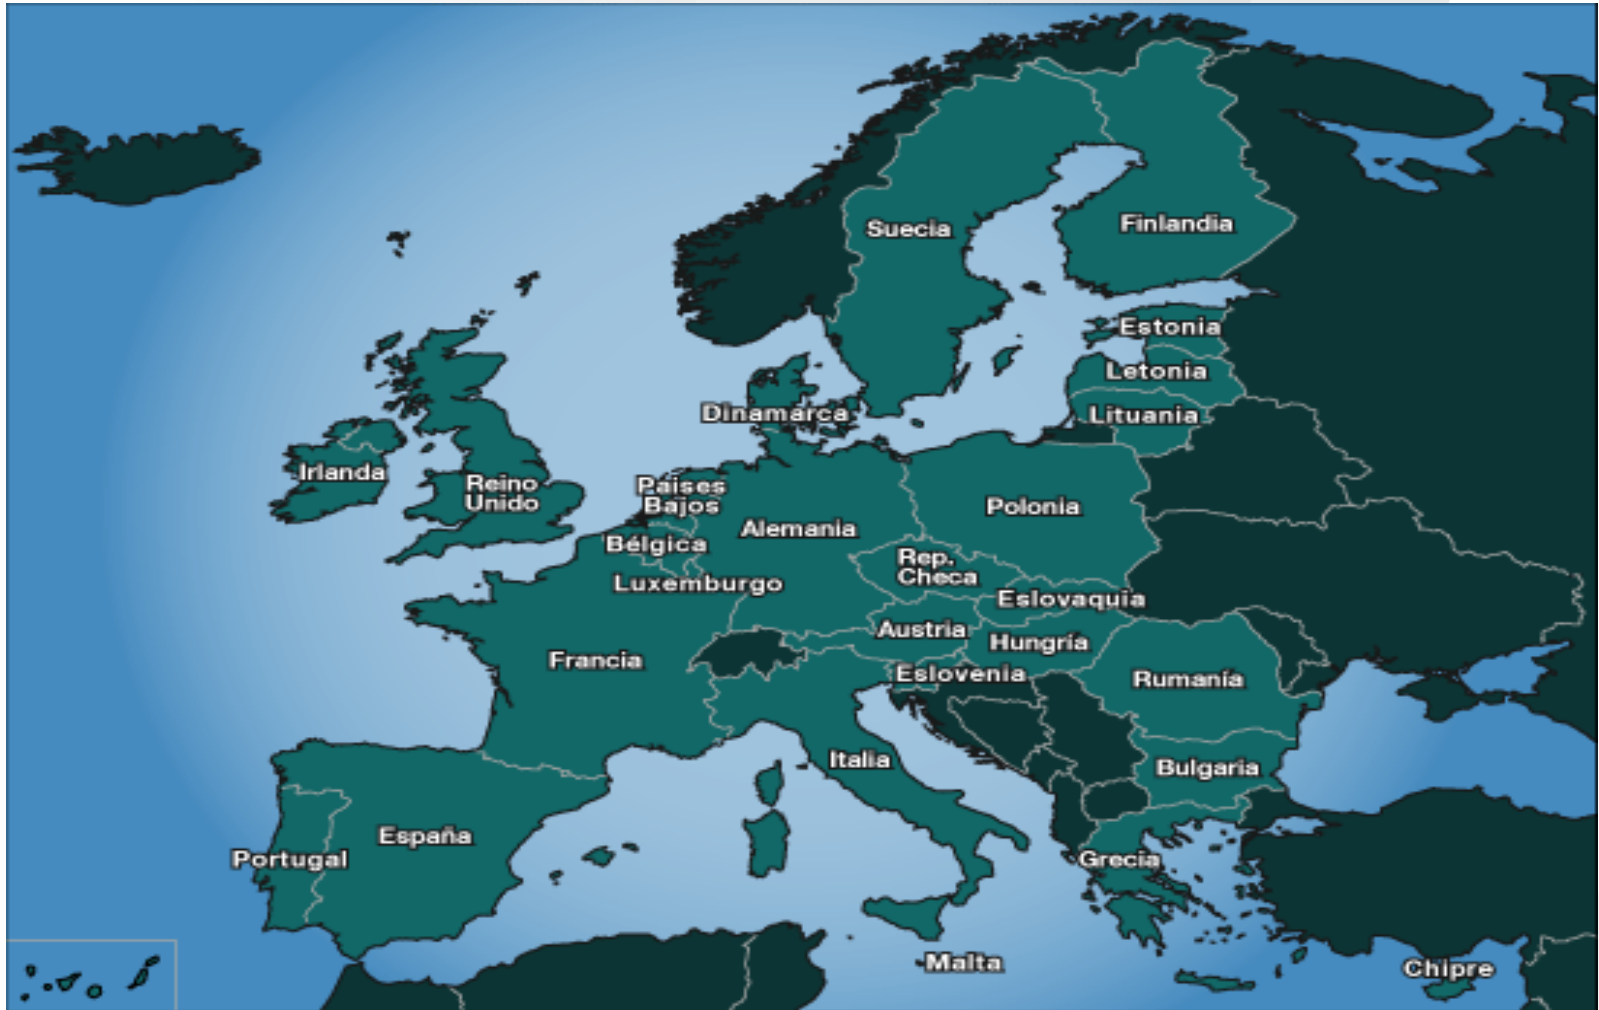 Suecia
Finlandia
Estonia
Letonia
Dinamarca
Lituania
Irlanda
Reino
Unido
Paises
Bajos
Polonia
Alemania
Bélgica
Rep.
Checa
Luxemburgo
Eslovaquia
Austria
Hungría
Francia
Eslovenia
Rumanía
Italia
Bulgaria
España
Portugal
Grecia
Malta
Chipre